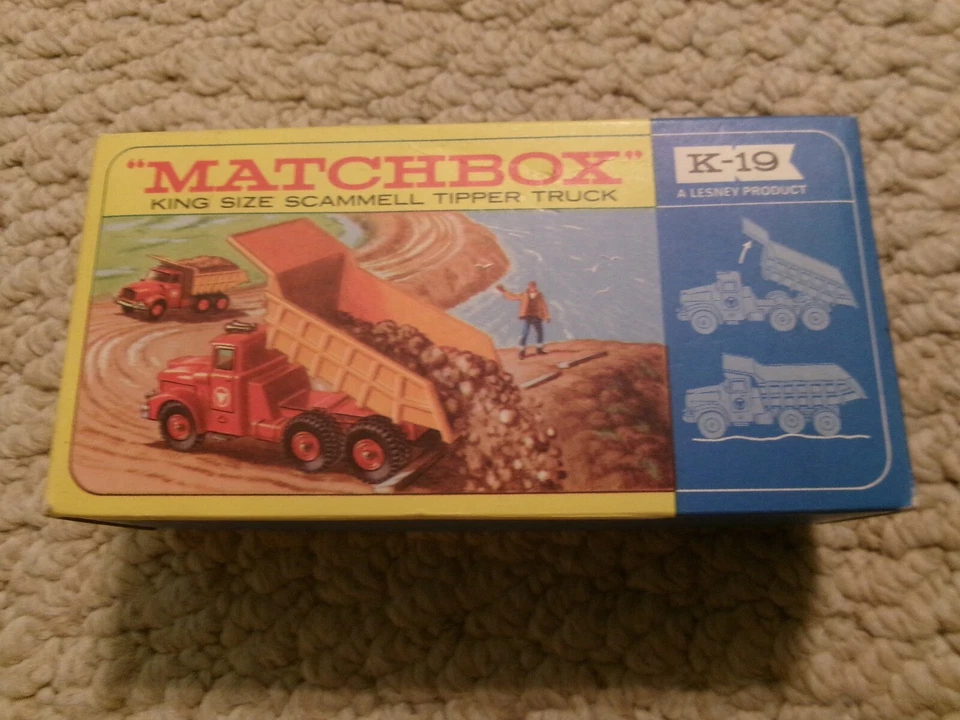 "MATCHBOX"
KING SIZE SCAMMELL TIPPER TRUCK
K-19
A LESNEY PRODUCT